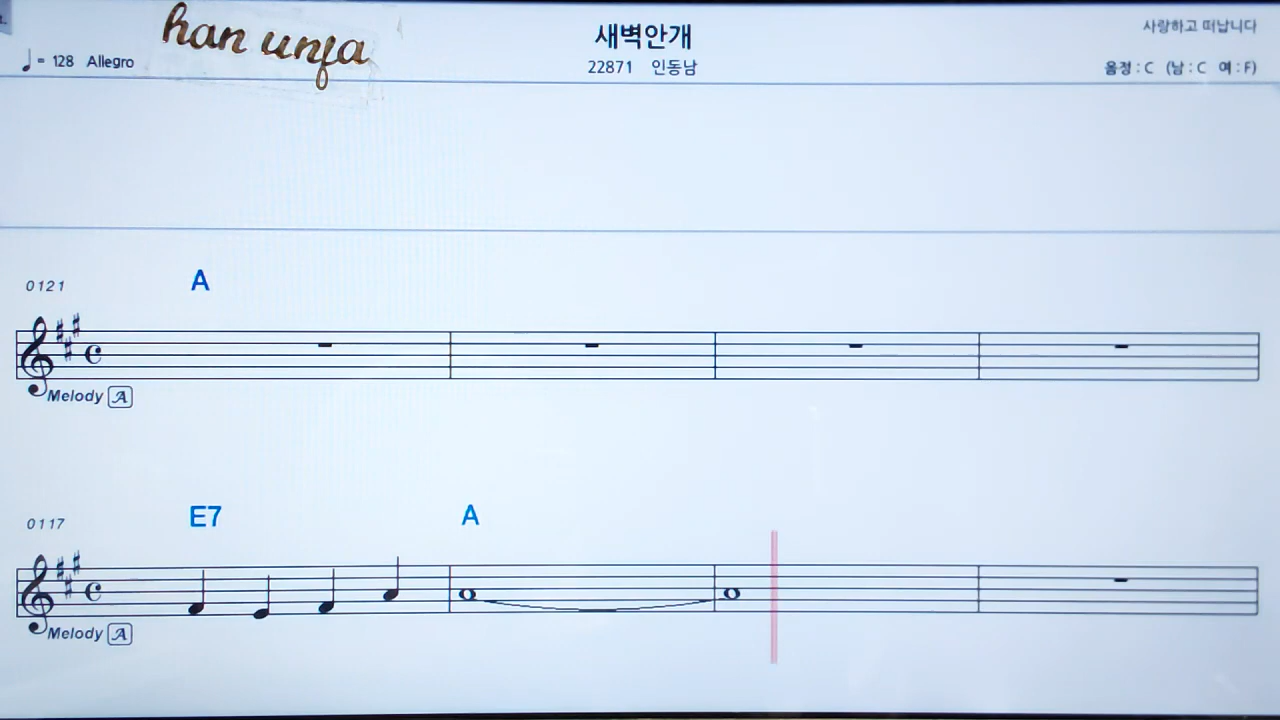 han unja
새벽안개
사랑하고 떠납니다
♩= 128 Allegro
22871 인동남
음정 : C (남 : C 여 : F)
0121
A
Melody A
0117
E7 A
Melody A